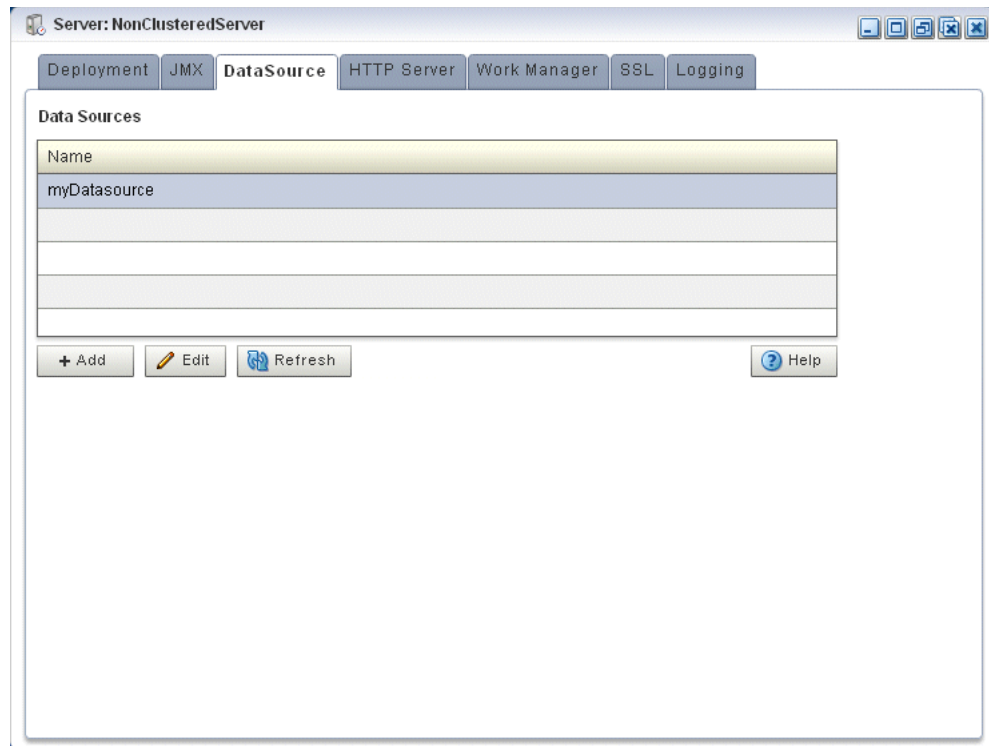 Server: NonClusteredServer
Deployment JMX DataSource HTTP Server Work Manager SSL Logging
Data Sources
Name
myDatasource
+ Add Edit Refresh ? Help